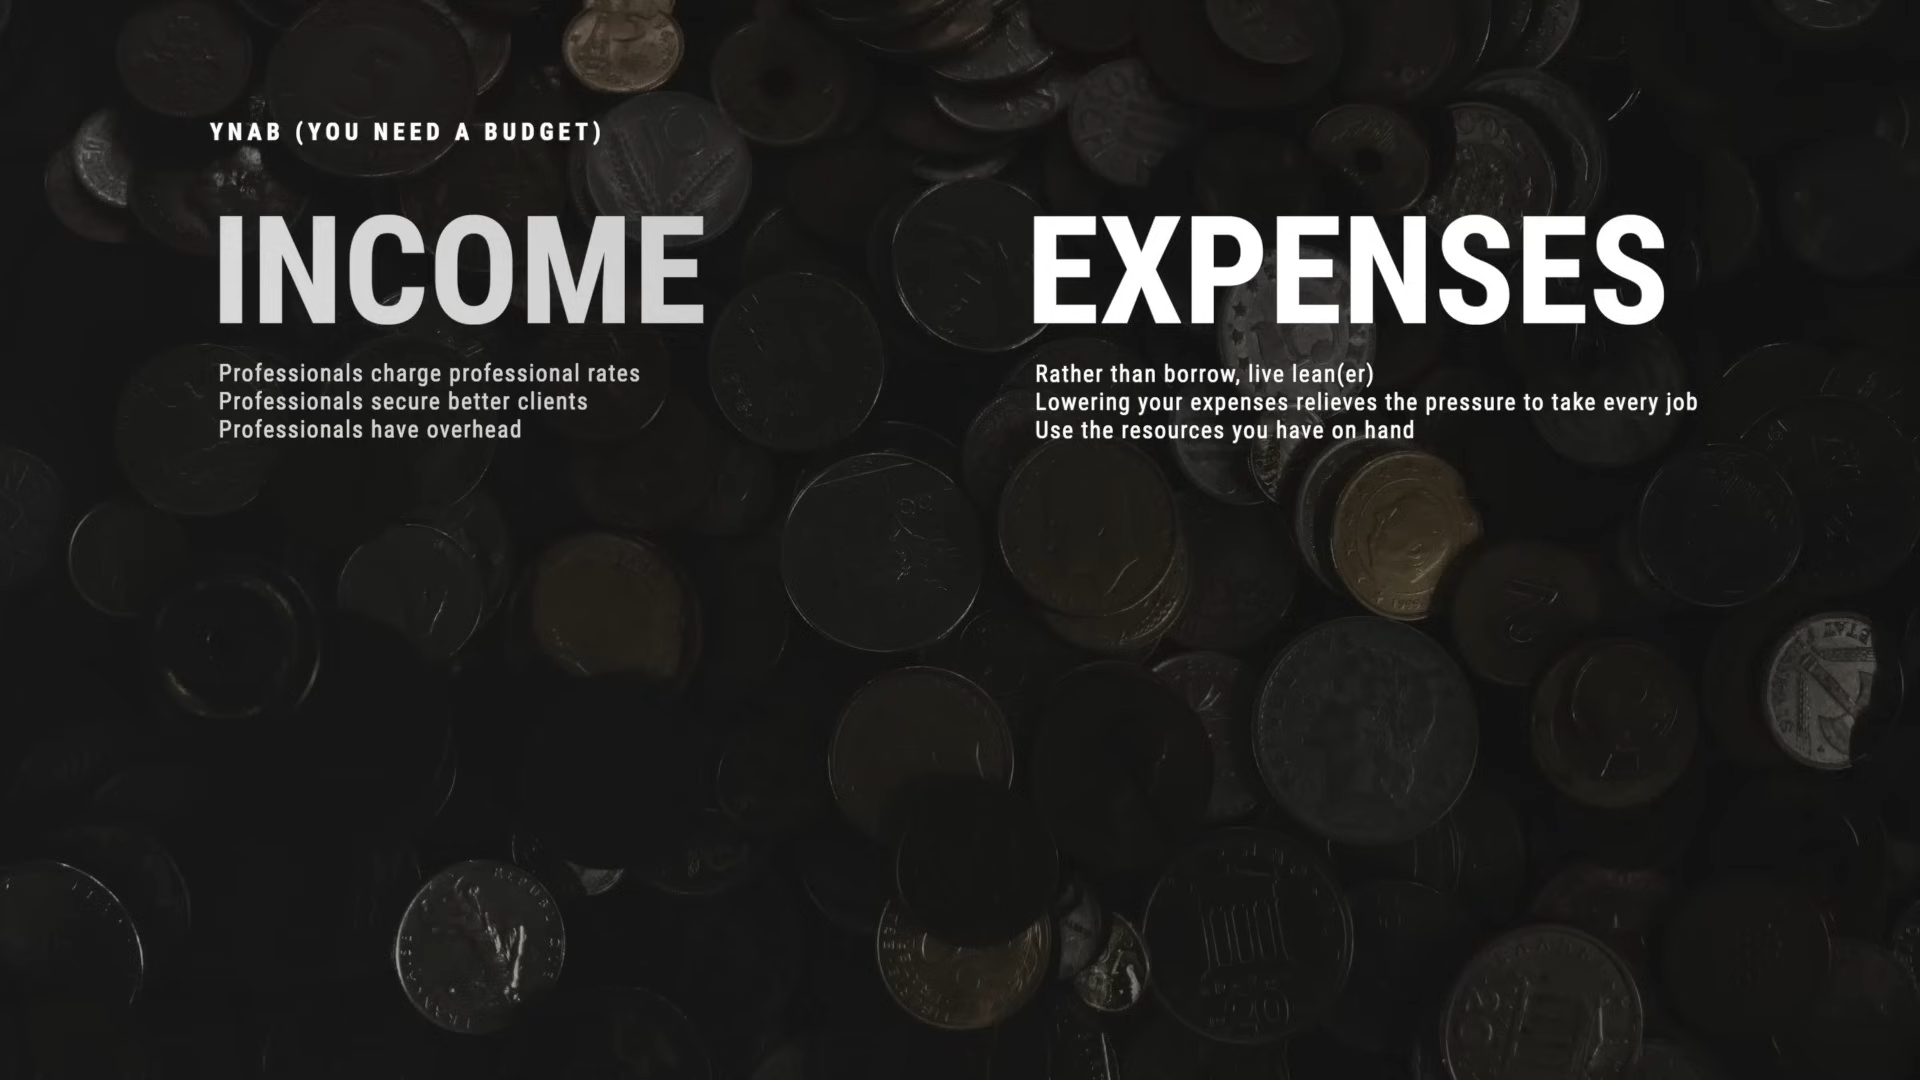 YNAB (YOU NEED A BUDGET)
INCOME
Professionals charge professional rates
Professionals secure better clients
Professionals have overhead
EXPENSES
Rather than borrow, live lean(er)
Lowering your expenses relieves the pressure to take every job
Use the resources you have on hand